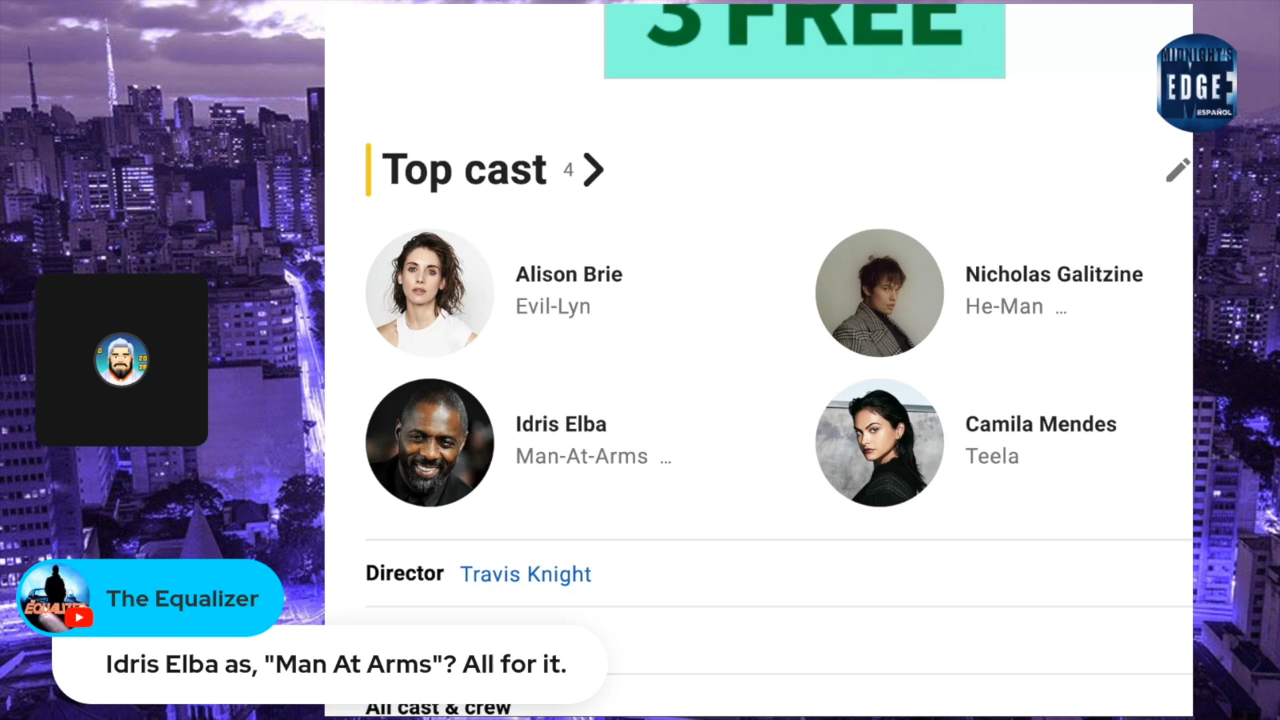 3 FREE
MIDNIGHT'S
EDGE
ESPAÑOL
Top cast 4
Alison Brie
Evil-Lyn
Nicholas Galitzine
He-Man ...
Idris Elba
Man-At-Arms ...
Camila Mendes
Teela
Director Travis Knight
The Equalizer
Idris Elba as, "Man At Arms"? All for it.
All cast & crew